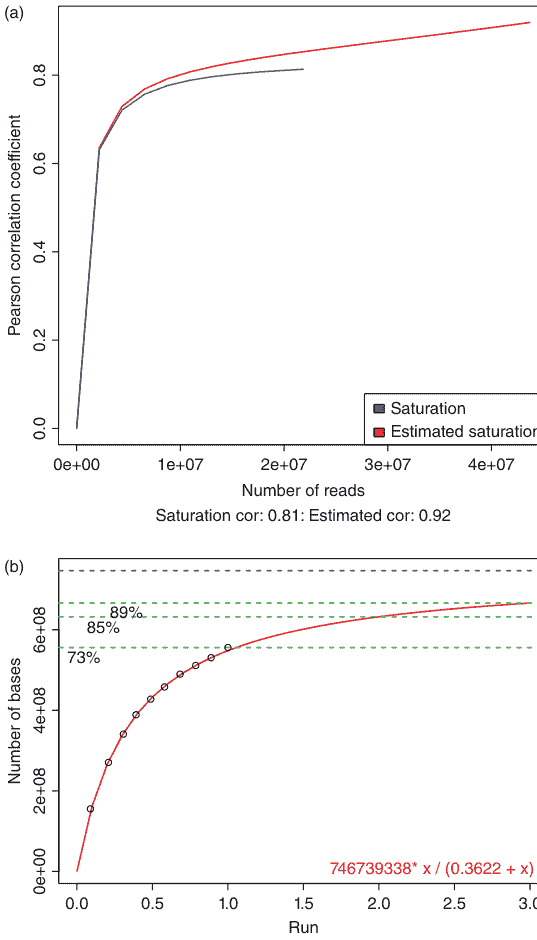 (a)
Pearson correlation coefficient
0.8
0.6
0.4
0.2
0.0
Saturation
Estimated saturation
0e+00 1e+07 2e+07 3e+07 4e+07
Number of reads
Saturation cor: 0.81: Estimated cor: 0.92
(b)
Number of bases
6e+08
4e+08
2e+08
0e+00
89%
85%
73%
746739338* x / (0.3622 + x)
0.0 0.5 1.0 1.5 2.0 2.5 3.0
Run